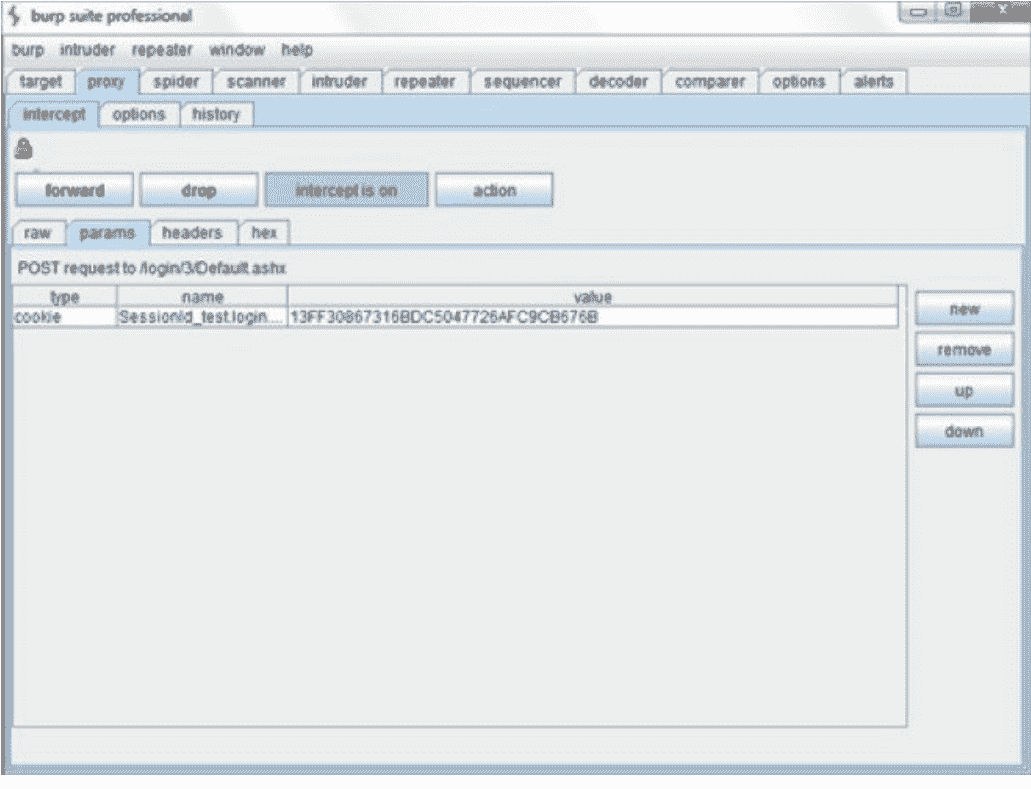 burp suite professional
burp intruder repeater window help
target proxy spider scanner intruder repeater sequencer decoder comparer options alerts
intercept options history
forward drop intercept is on action
raw params headers hex
POST request to /login/3/Default.ashx
type name value
cookie SessionId_test.login.... 13FF30867316BDC5047726AFC9CB676B
new
remove
up
down